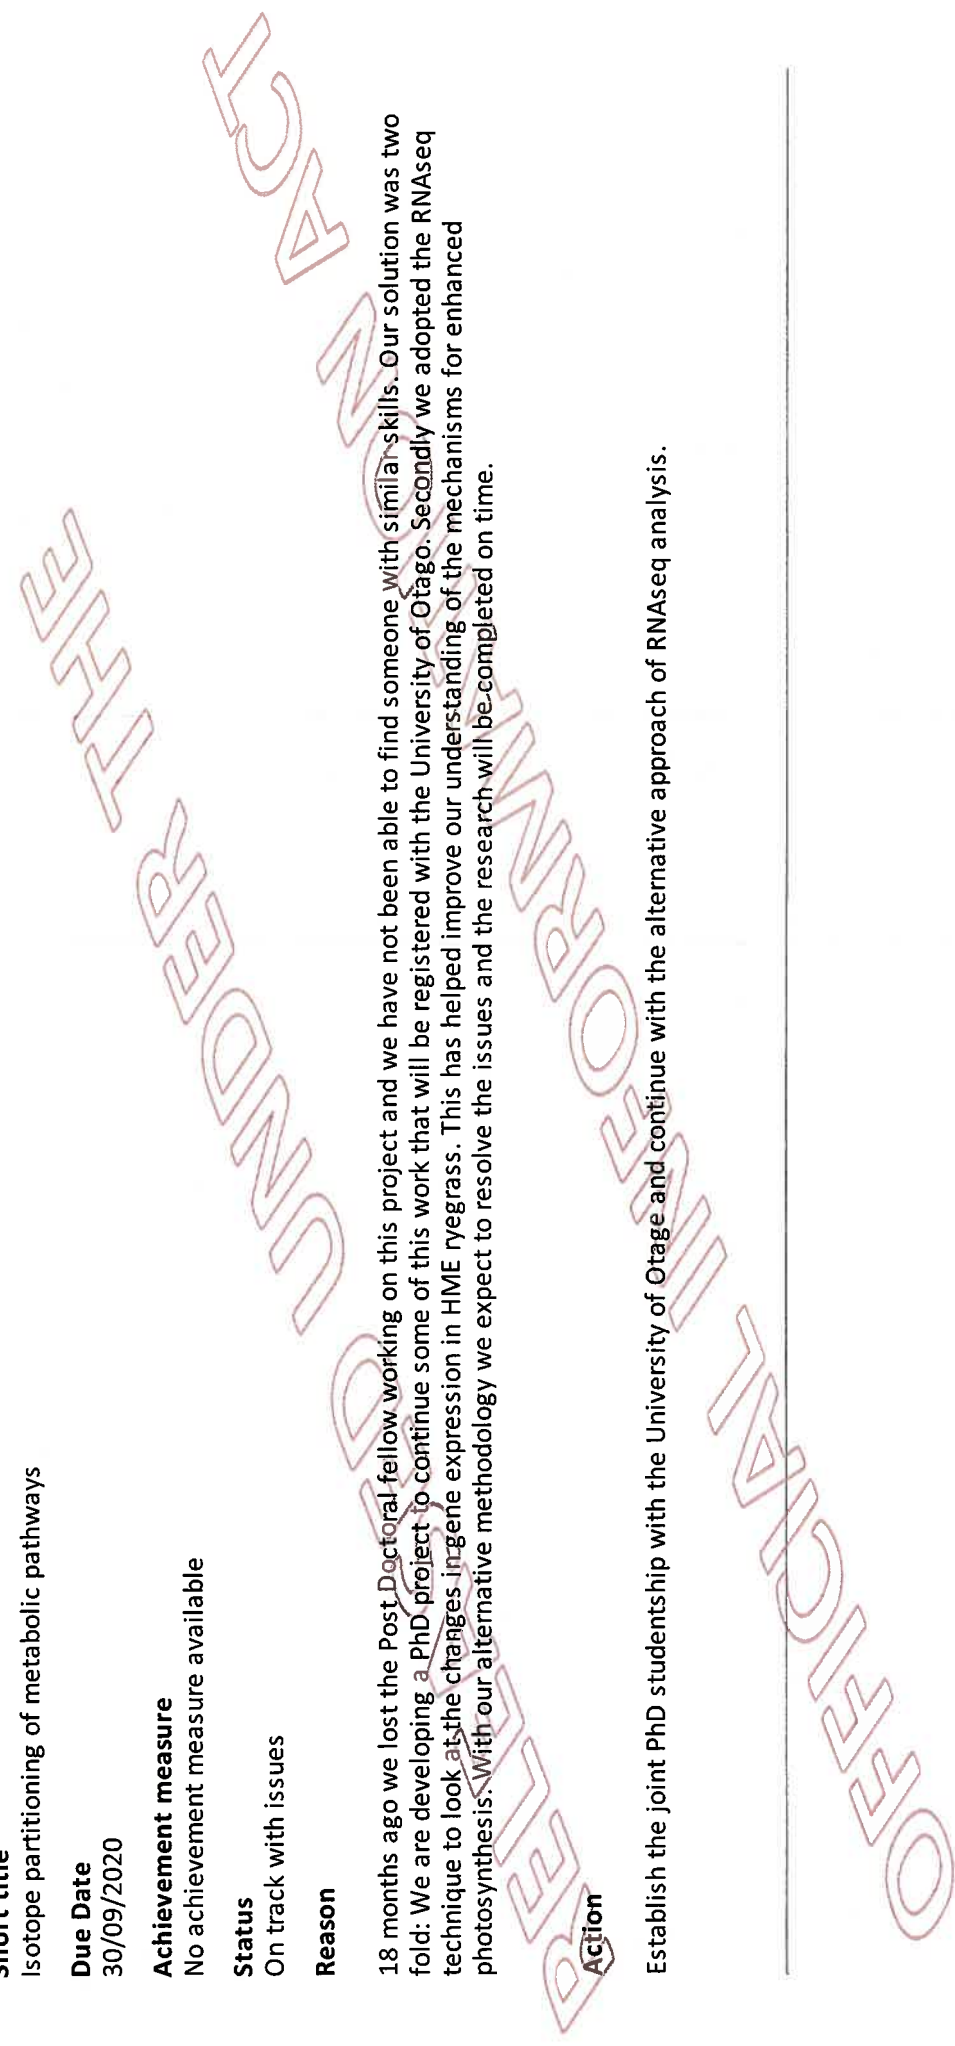 Short title
Isotope partitioning of metabolic pathways
Due Date
30/09/2020
Achievement measure
No achievement measure available
Status
On track with issues
Reason
18 months ago we lost the Post Doctoral fellow working on this project and we have not been able to find someone with similar skills. Our solution was two
fold: We are developing a PhD project to continue some of this work that will be registered with the University of Otago. Secondly we adopted the RNAseq
technique to look at the changes in gene expression in HME ryegrass. This has helped improve our understanding of the mechanisms for enhanced
photosynthesis. With our alternative methodology we expect to resolve the issues and the research will be completed on time.
Action
Establish the joint PhD studentship with the University of Otage and continue with the alternative approach of RNAseq analysis.
RELEASED UNDER THE
OFFICIAL INFORMATION ACT